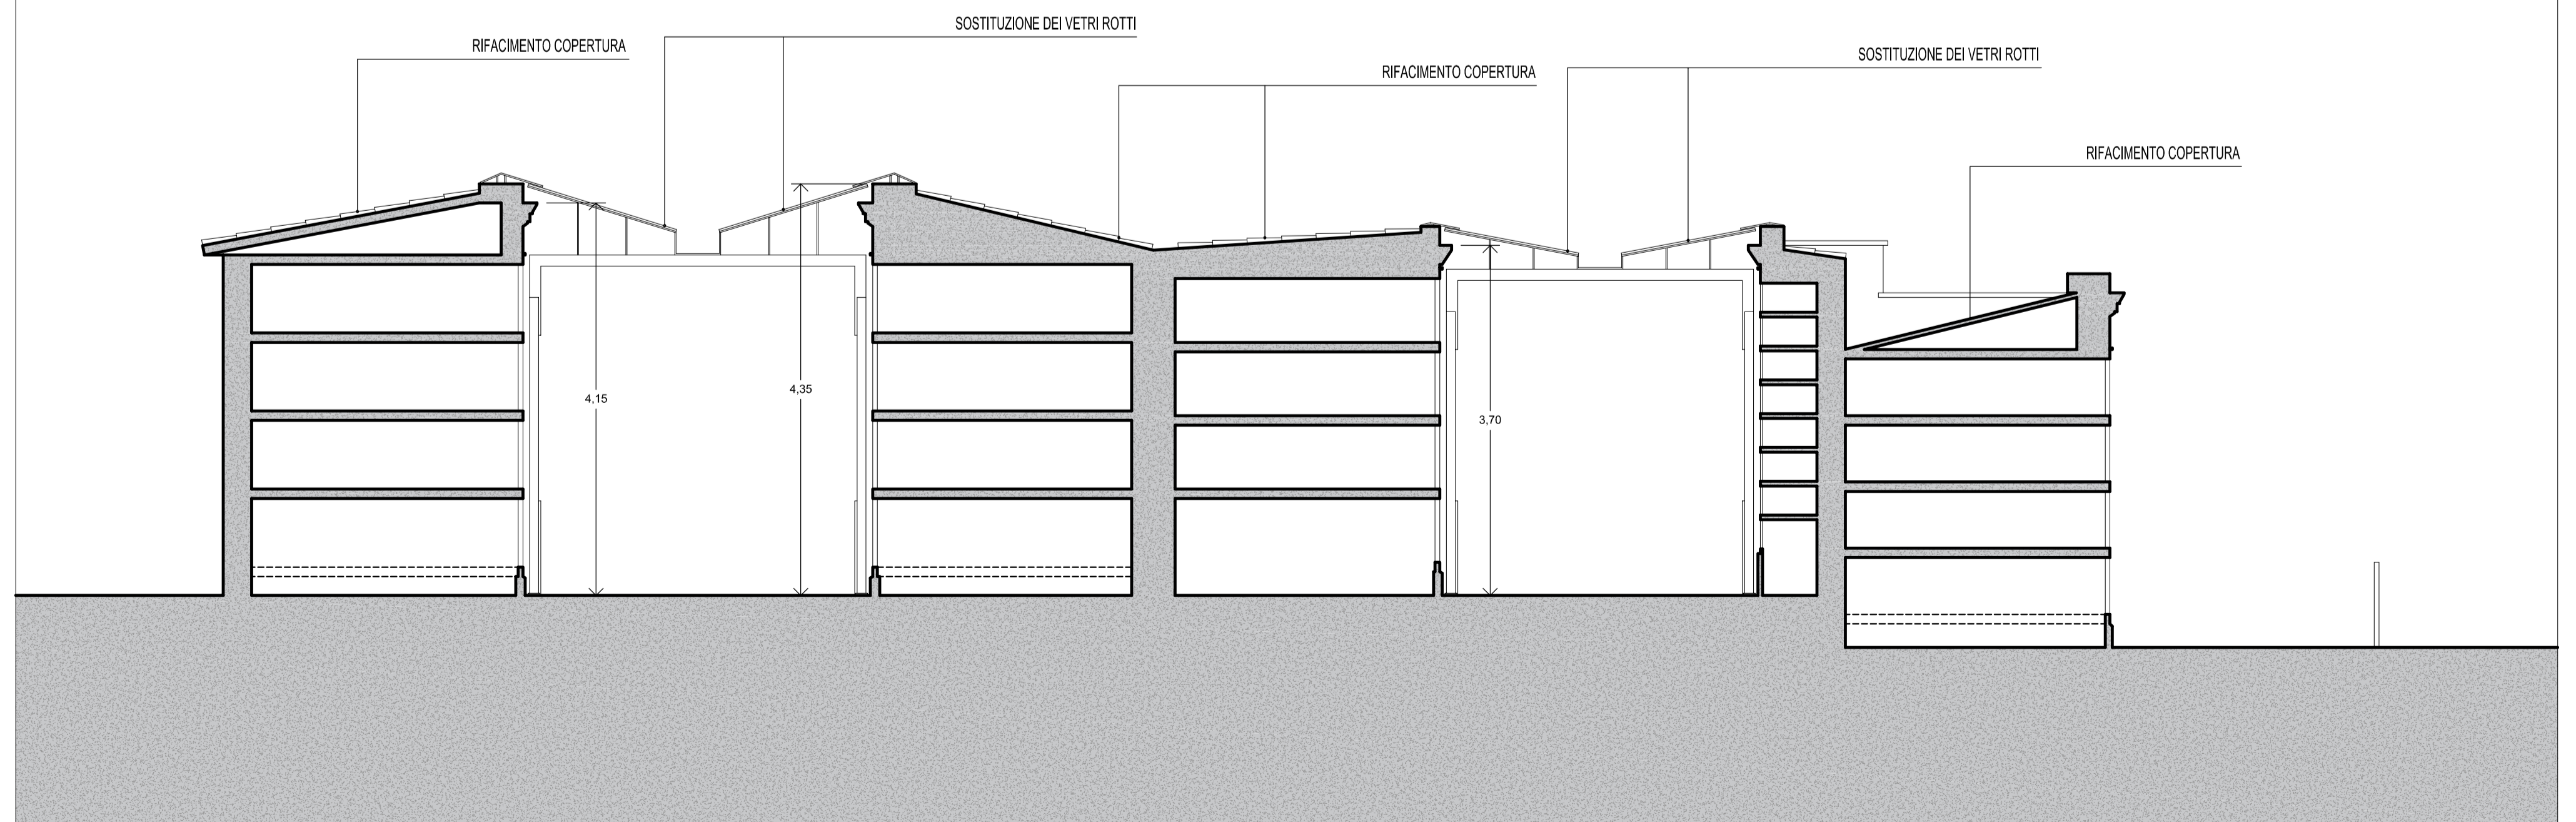 SOSTITUZIONE DEI VETRI ROTTI
RIFACIMENTO COPERTURA
SOSTITUZIONE DEI VETRI ROTTI
RIFACIMENTO COPERTURA
RIFACIMENTO COPERTURA
4,35
4,15
3,70